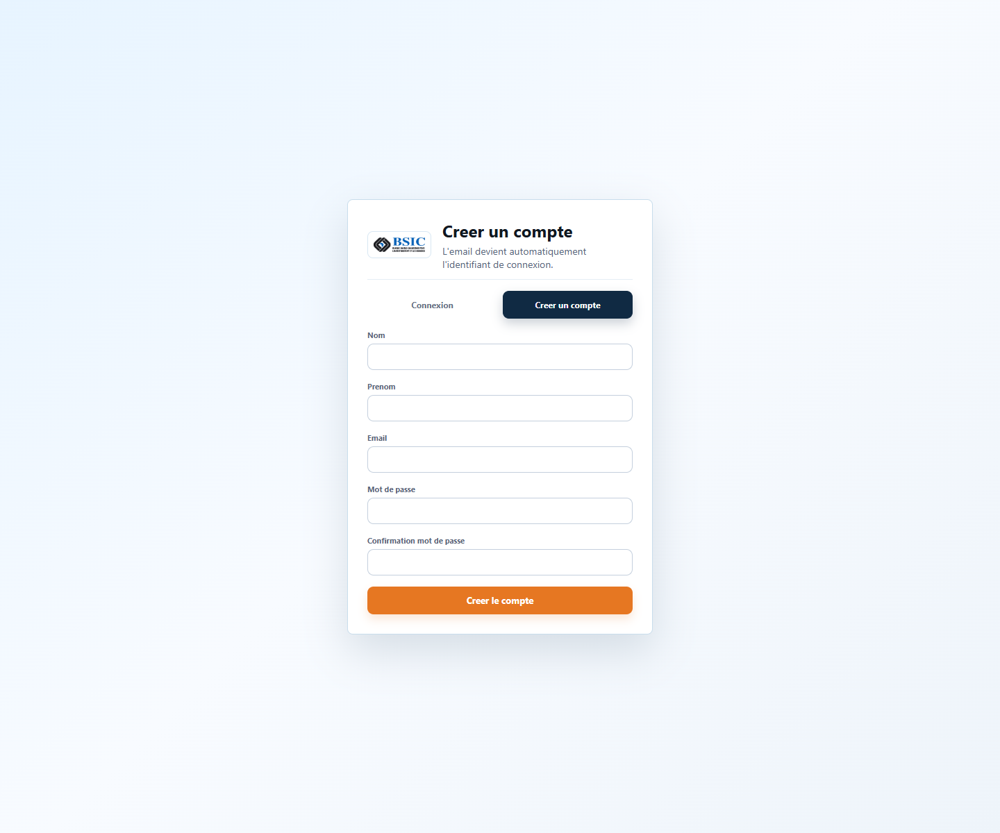 BSIC
Creer un compte
L'email devient automatiquement
l'identifiant de connexion.
Connexion
Creer un compte
Nom
Prenom
Email
Mot de passe
Confirmation mot de passe
Creer le compte